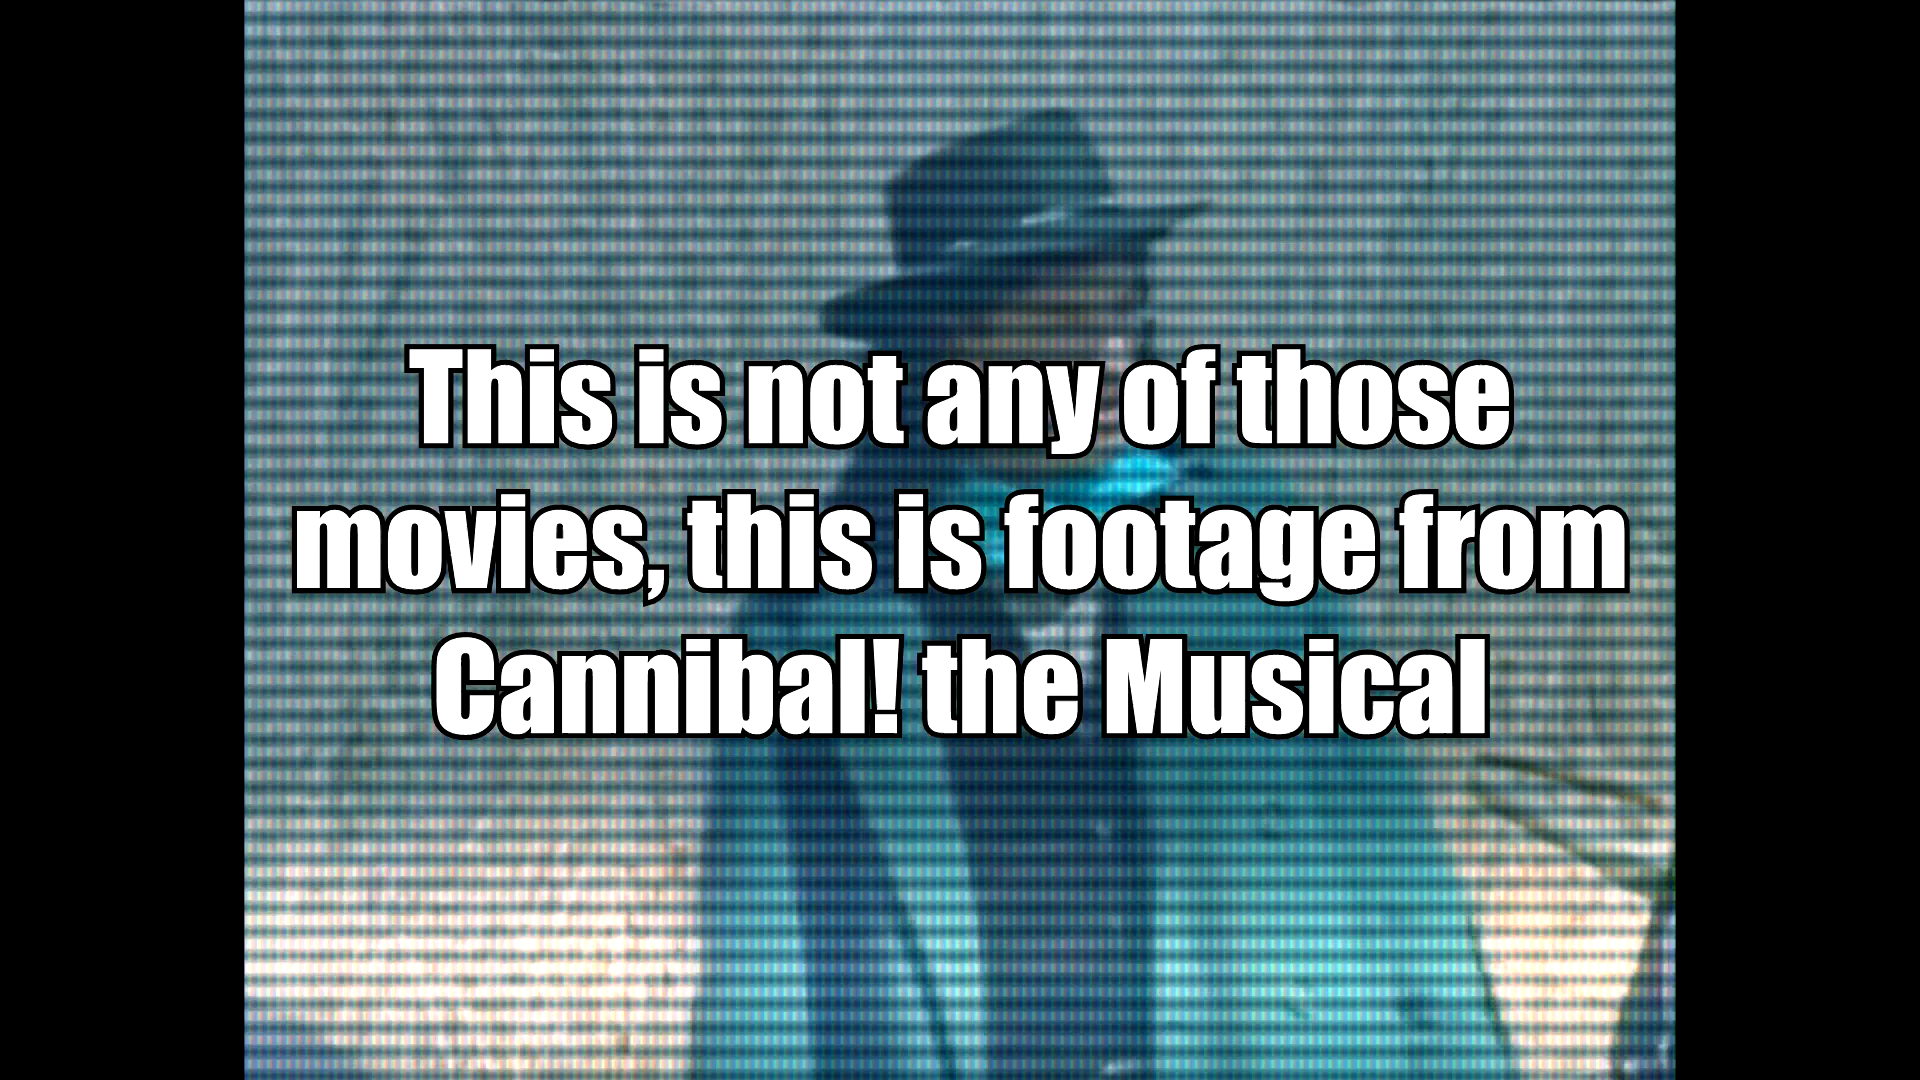 This is not any of those
movies, this is footage from
Cannibal! the Musical